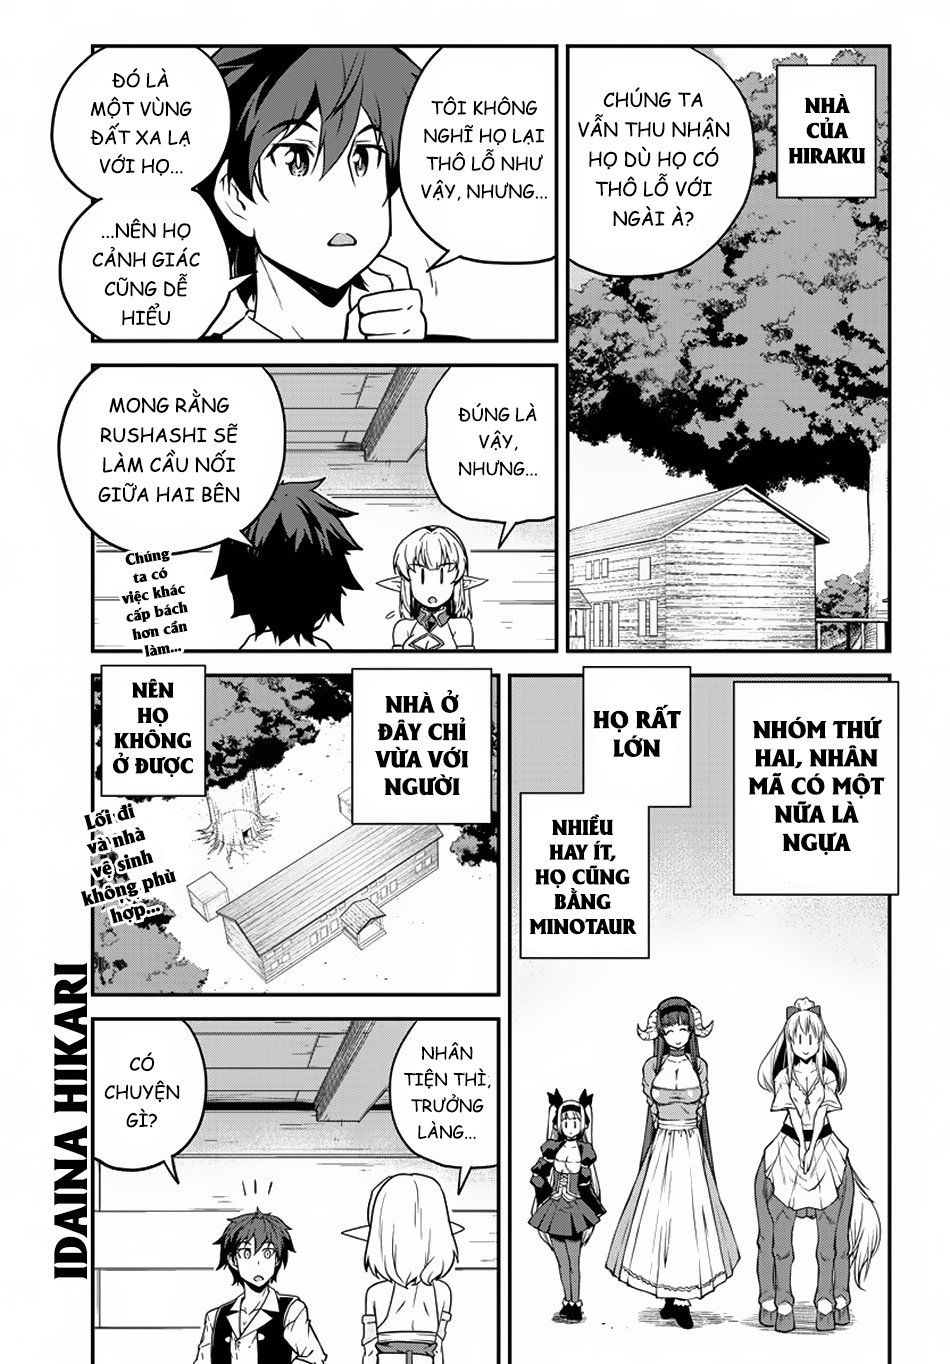 NHÀ
CỦA
HIRAKU
CHÚNG TA
VẪN THU NHẬN
HỌ DÙ HỌ CÓ
THÔ LỖ VỚI
NGÀI À?
TÔI KHÔNG
NGHĨ HỌ LẠI
THÔ LỖ NHƯ
VẬY, NHƯNG...
ĐÓ LÀ
MỘT VÙNG
ĐẤT XA LẠ
VỚI HỌ...
...NÊN HỌ
CẢNH GIÁC
CŨNG DỄ
HIỂU
ĐÚNG LÀ
VẬY,
NHƯNG...
MONG RẰNG
RUSHASHI SẼ
LÀM CẦU NỐI
GIỮA HAI BÊN
Chúng
ta có
việc khác
cấp bách
hơn cần
làm...
NHÓM THỨ
HAI, NHÂN
MÃ CÓ MỘT
NỮA LÀ
NGỰA
HỌ RẤT
LỚN
NHIỀU
HAY ÍT,
HỌ CŨNG
BẰNG
MINOTAUR
NHÀ Ở
ĐÂY CHỈ
VỪA VỚI
NGƯỜI
NÊN
HỌ
KHÔNG
Ở ĐƯỢC
Lối đi
và nhà
vệ sinh
không phù
hợp...
NHÂN
TIỆN THÌ,
TRƯỞNG
LÀNG...
CÓ
CHUYỆN
GÌ?
IDAINA HIKARI